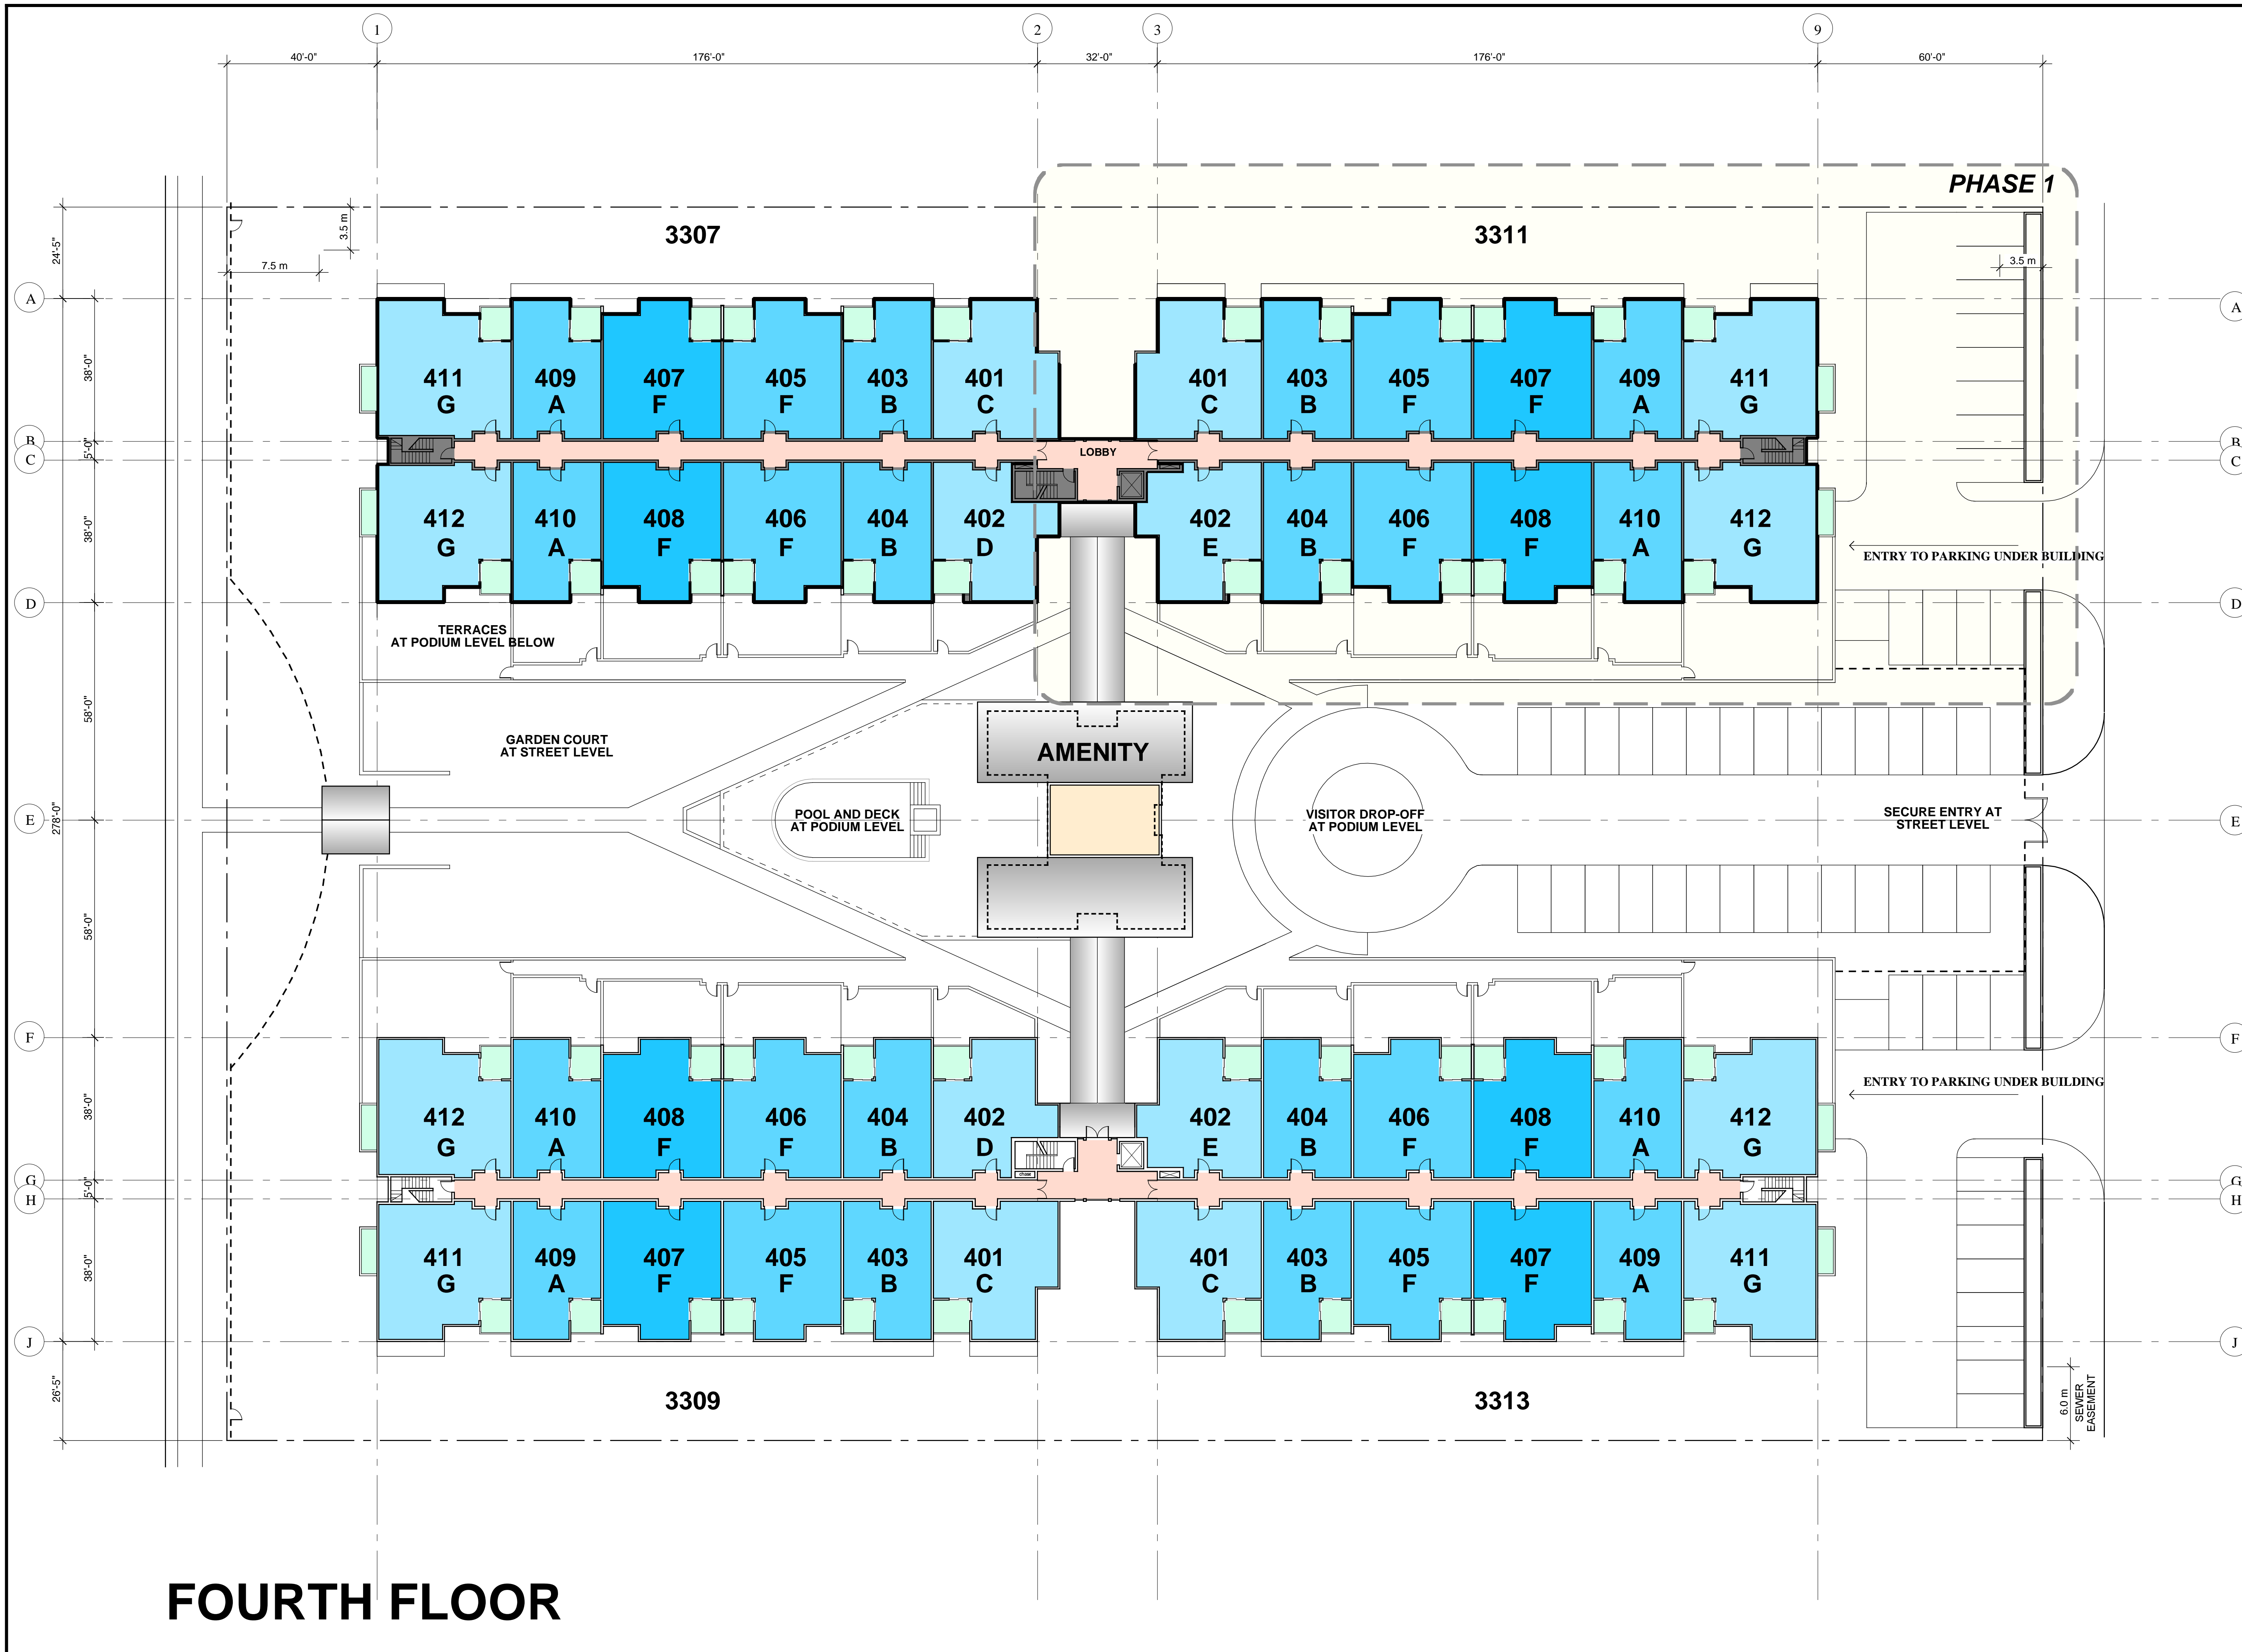 1 2 3 9
40'-0" 176'-0" 32'-0" 176'-0" 60'-0"
PHASE 1
3307 3311
24'-5" 3.5 m
7.5 m 3.5 m
A A
38'-0"
411 409 407 405 403 401 401 403 405 407 409 411
G A F F B C C B F F A G
B B
5'-0" LOBBY
C C
412 410 408 406 404 402 402 404 406 408 410 412
38'-0"
G A F F B D E B F F A G
ENTRY TO PARKING UNDER BUILDING
D D
TERRACES
AT PODIUM LEVEL BELOW
58'-0"
GARDEN COURT
AT STREET LEVEL
AMENITY
278'-0"
E E
POOL AND DECK
AT PODIUM LEVEL
VISITOR DROP-OFF
AT PODIUM LEVEL
SECURE ENTRY AT
STREET LEVEL
58'-0"
F F
ENTRY TO PARKING UNDER BUILDING
38'-0"
412 410 408 406 404 402 402 404 406 408 410 412
G A F F B D E B F F A G
chase
G G
5'-0"
H H
38'-0"
411 409 407 405 403 401 401 403 405 407 409 411
G A F F B C C B F F A G
J J
26'-5"
3309 3313
6.0 m
SEWER
EASEMENT
FOURTH FLOOR